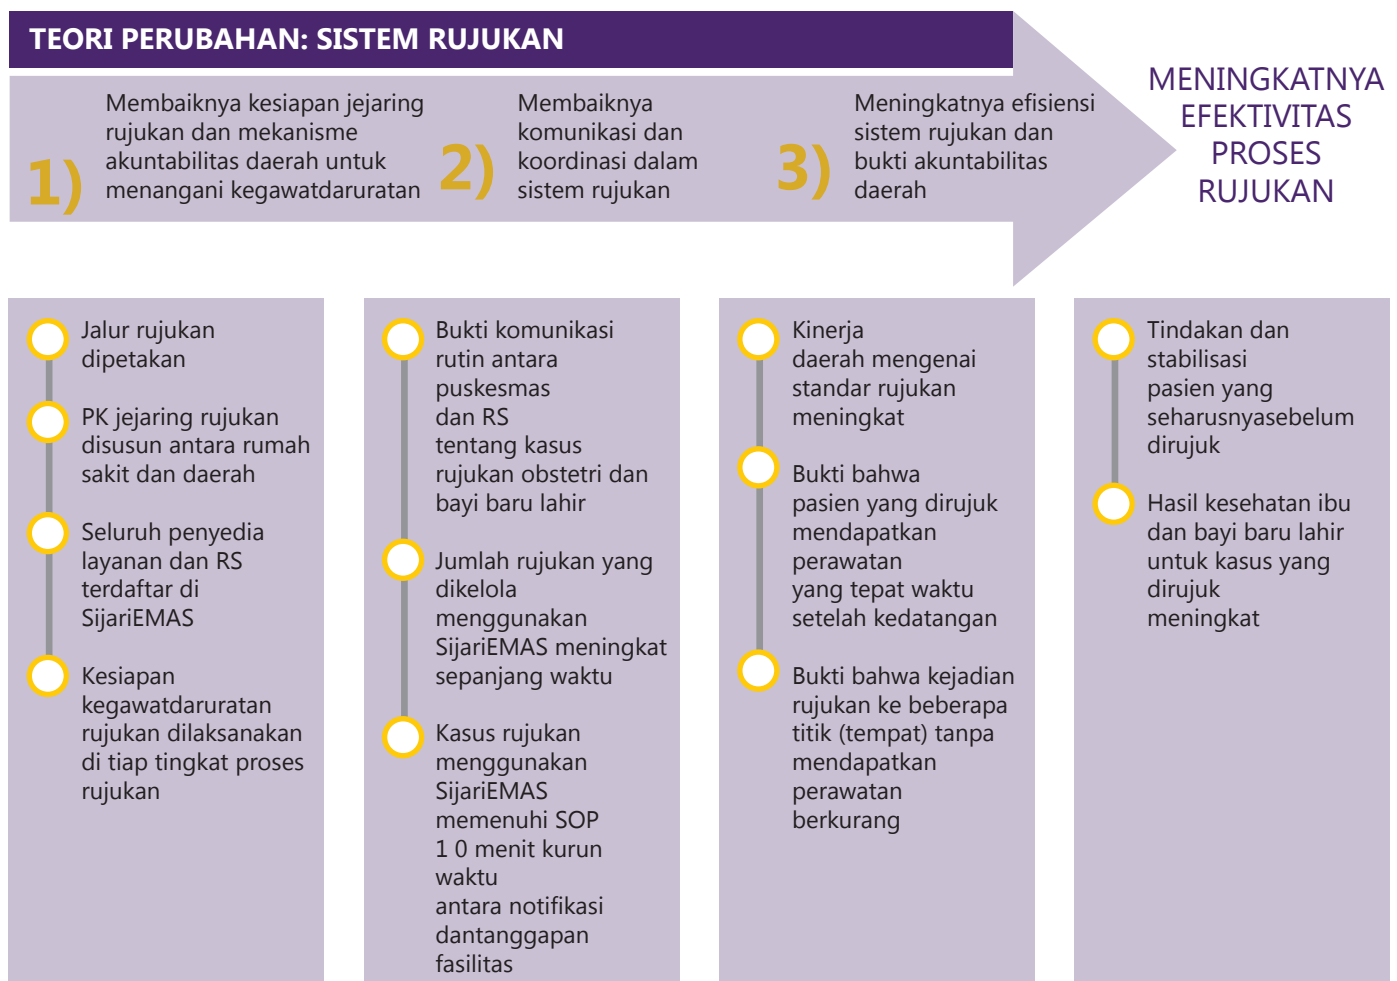 TEORI PERUBAHAN: SISTEM RUJUKAN
1)
Membaiknya kesiapan jejaring
rujukan dan mekanisme
akuntabilitas daerah untuk
menangani kegawatdaruratan
2)
Membaiknya
komunikasi dan
koordinasi dalam
sistem rujukan
3)
Meningkatnya efisiensi
sistem rujukan dan
bukti akuntabilitas
daerah
MENINGKATNYA
EFEKTIVITAS
PROSES
RUJUKAN
Jalur rujukan
dipetakan
PK jejaring rujukan
disusun antara rumah
sakit dan daerah
Seluruh penyedia
layanan dan RS
terdaftar di
SijariEMAS
Kesiapan
kegawatdaruratan
rujukan dilaksanakan
di tiap tingkat proses
rujukan
Bukti komunikasi
rutin antara
puskesmas
dan RS
tentang kasus
rujukan obstetri dan
bayi baru lahir
Jumlah rujukan yang
dikelola
menggunakan
SijariEMAS meningkat
sepanjang waktu
Kasus rujukan
menggunakan
SijariEMAS
memenuhi SOP
1 0 menit kurun
waktu
antara notifikasi
dantanggapan
fasilitas
Kinerja
daerah mengenai
standar rujukan
meningkat
Bukti bahwa
pasien yang dirujuk
mendapatkan
perawatan
yang tepat waktu
setelah kedatangan
Bukti bahwa kejadian
rujukan ke beberapa
titik (tempat) tanpa
mendapatkan
perawatan
berkurang
Tindakan dan
stabilisasi
pasien yang
seharusnyasebelum
dirujuk
Hasil kesehatan ibu
dan bayi baru lahir
untuk kasus yang
dirujuk
meningkat